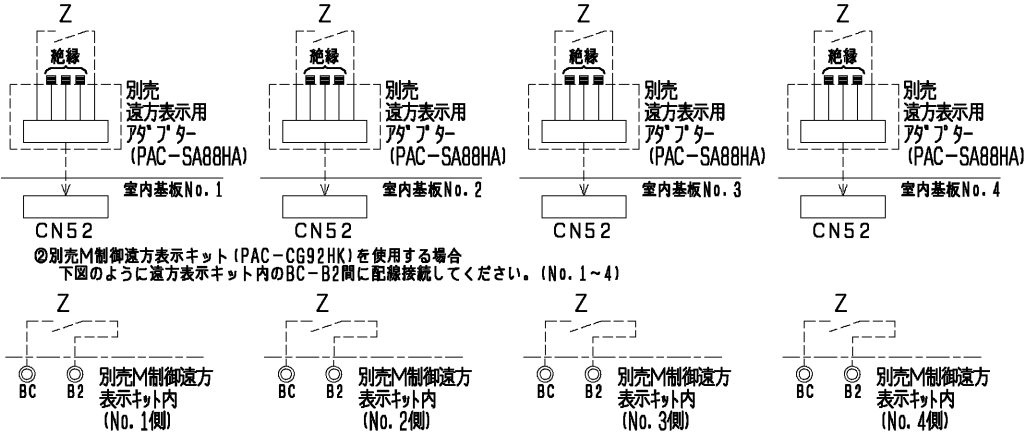 Z Z Z Z
絶縁 絶縁 絶縁 絶縁
別売 別売 別売 別売
遠方表示用 遠方表示用 遠方表示用 遠方表示用
アダプター アダプター アダプター アダプター
(PAC-SA88HA) (PAC-SA88HA) (PAC-SA88HA) (PAC-SA88HA)
室内基板No.1 室内基板No.2 室内基板No.3 室内基板No.4
CN52 CN52 CN52 CN52
②別売M制御遠方表示キット(PAC-CG92HK)を使用する場合
下図のように遠方表示キット内のBC-B2間に配線接続してください。(No.1~4)
Z Z Z Z
BC B2 別売M制御遠方 BC B2 別売M制御遠方 BC B2 別売M制御遠方 BC B2 別売M制御遠方
表示キット内 表示キット内 表示キット内 表示キット内
(No.1側) (No.2側) (No.3側) (No.4側)